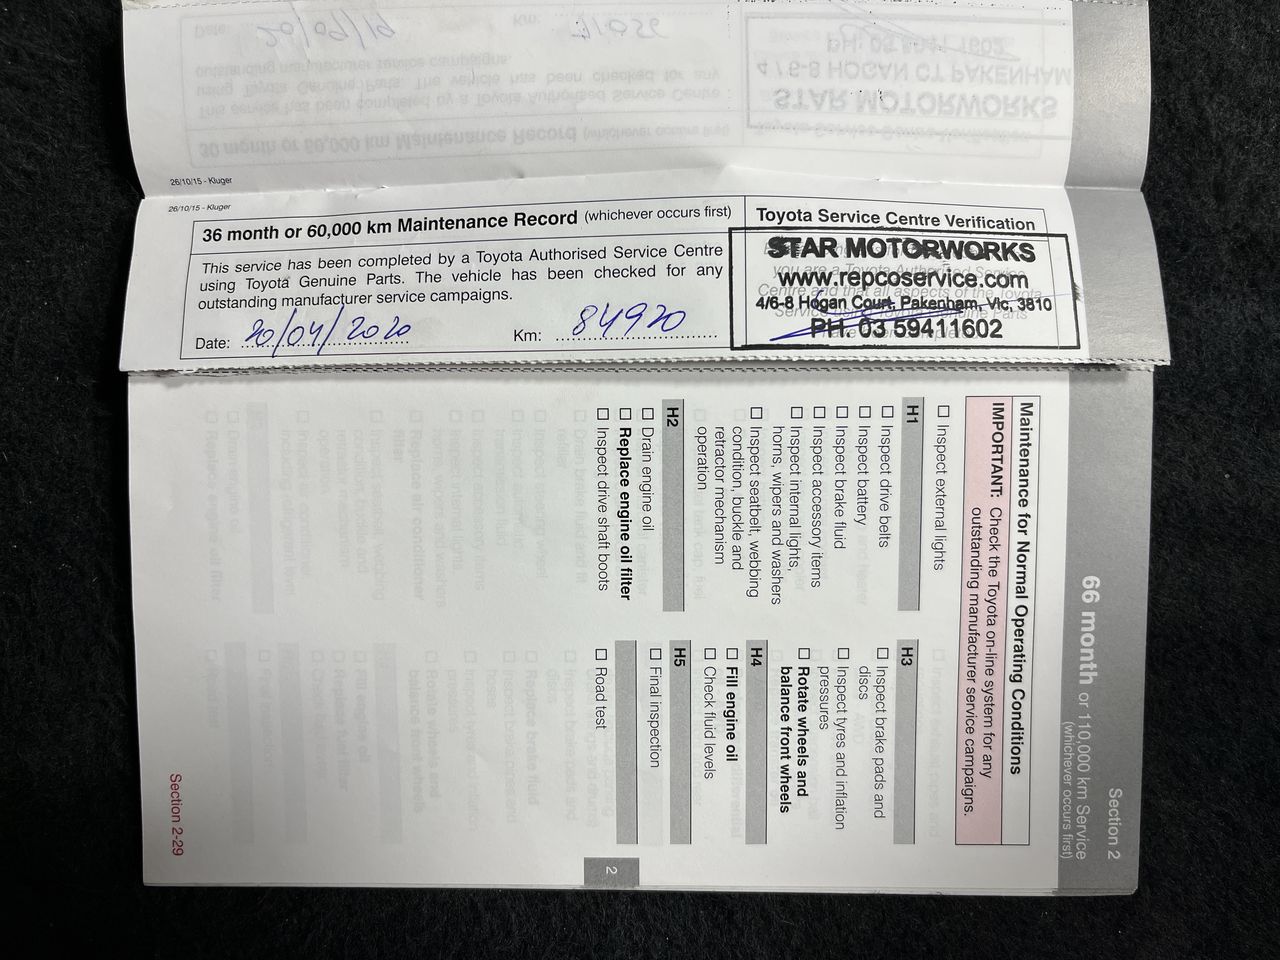 26/10/15 - Kluger
26/10/15 - Kluger
36 month or 60,000 km Maintenance Record (whichever occurs first)
This service has been completed by a Toyota Authorised Service Centre
using Toyota Genuine Parts. The vehicle has been checked for any
outstanding manufacturer service campaigns.
Date: 20/04/2020
Km: 84920
Toyota Service Centre Verification
STAR MOTORWORKS
www.repcoservice.com
4/6-8 Hogan Court, Pakenham, Vic, 3810
PH. 03 59411602
Section 2
66 month or 110,000 km Service
(whichever occurs first)
Maintenance for Normal Operating Conditions
IMPORTANT: Check the Toyota on-line system for any
outstanding manufacturer service campaigns.
☐ Inspect external lights
H1
☐ Inspect drive belts
☐ Inspect battery
☐ Inspect brake fluid
☐ Inspect accessory items
☐ Inspect internal lights,
horns, wipers and washers
☐ Inspect seatbelt, webbing
condition, buckle and
retractor mechanism
operation
H2
☐ Drain engine oil
☐ Replace engine oil filter
☐ Inspect drive shaft boots
H3
☐ Inspect brake pads and
discs
☐ Inspect tyres and inflation
pressures
☐ Rotate wheels and
balance front wheels
H4
☐ Fill engine oil
☐ Check fluid levels
H5
☐ Final inspection
☐ Road test
2
Section 2-29